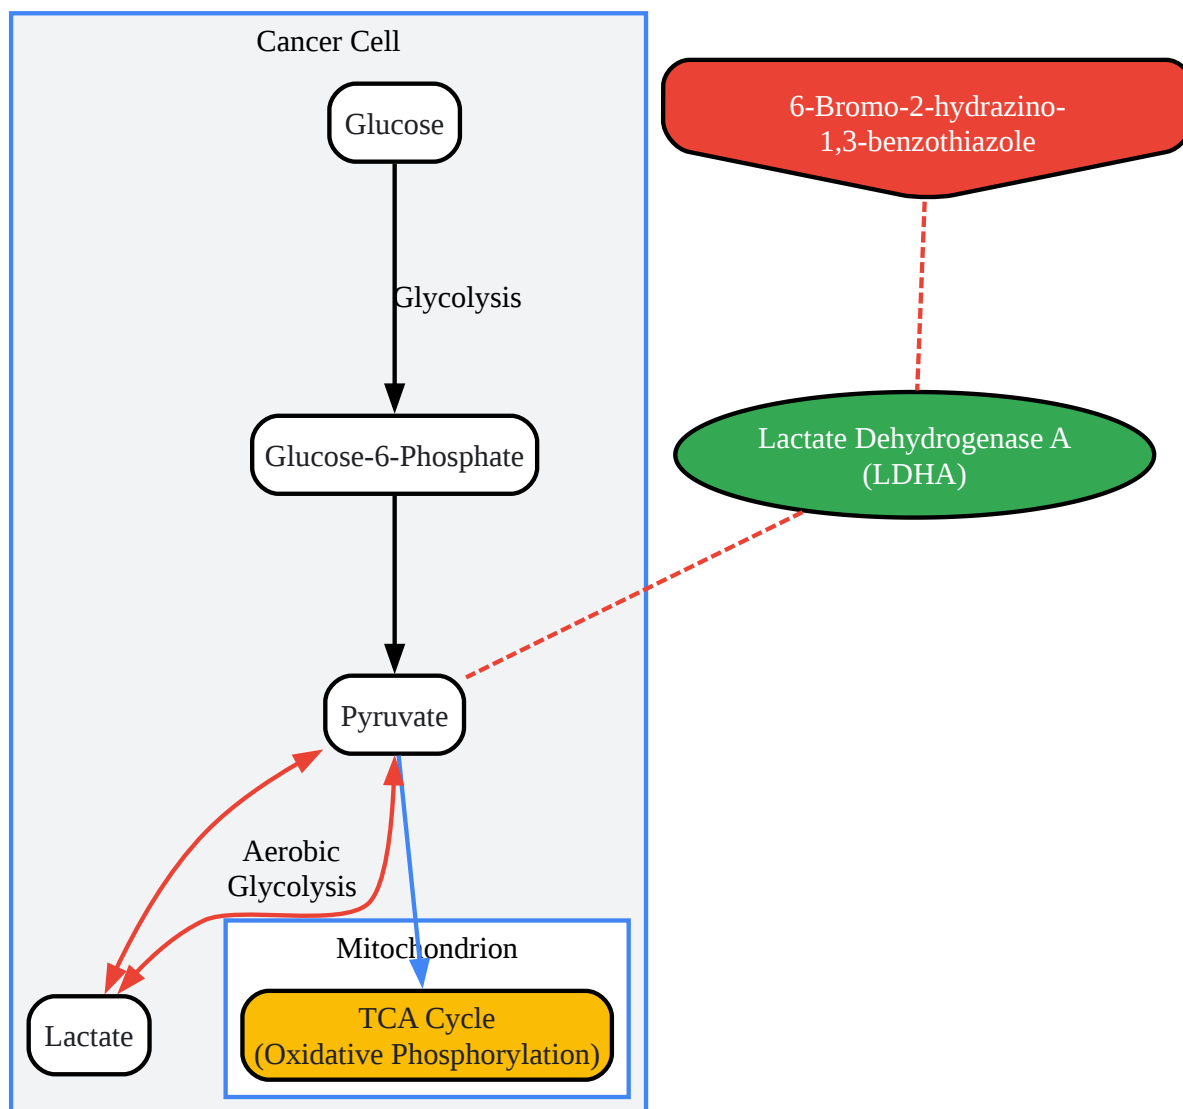 Cancer Cell
Glucose
6-Bromo-2-hydrazino-
1,3-benzothiazole
Glycolysis
Glucose-6-Phosphate
Lactate Dehydrogenase A
(LDHA)
Pyruvate
Aerobic
Glycolysis
Mitochondrion
Lactate
TCA Cycle
(Oxidative Phosphorylation)